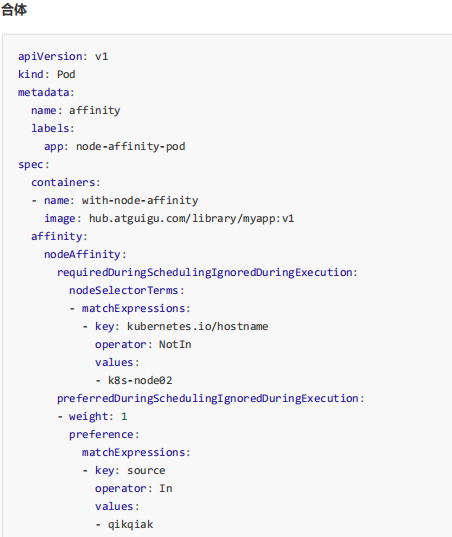 合体
apiVersion: v1
kind: Pod
metadata:
  name: affinity
  labels:
    app: node-affinity-pod
spec:
  containers:
  - name: with-node-affinity
    image: hub.atguigu.com/library/myapp:v1
  affinity:
    nodeAffinity:
      requiredDuringSchedulingIgnoredDuringExecution:
        nodeSelectorTerms:
        - matchExpressions:
          - key: kubernetes.io/hostname
            operator: NotIn
            values:
            - k8s-node02
      preferredDuringSchedulingIgnoredDuringExecution:
      - weight: 1
        preference:
          matchExpressions:
          - key: source
            operator: In
            values:
            - qikqiak